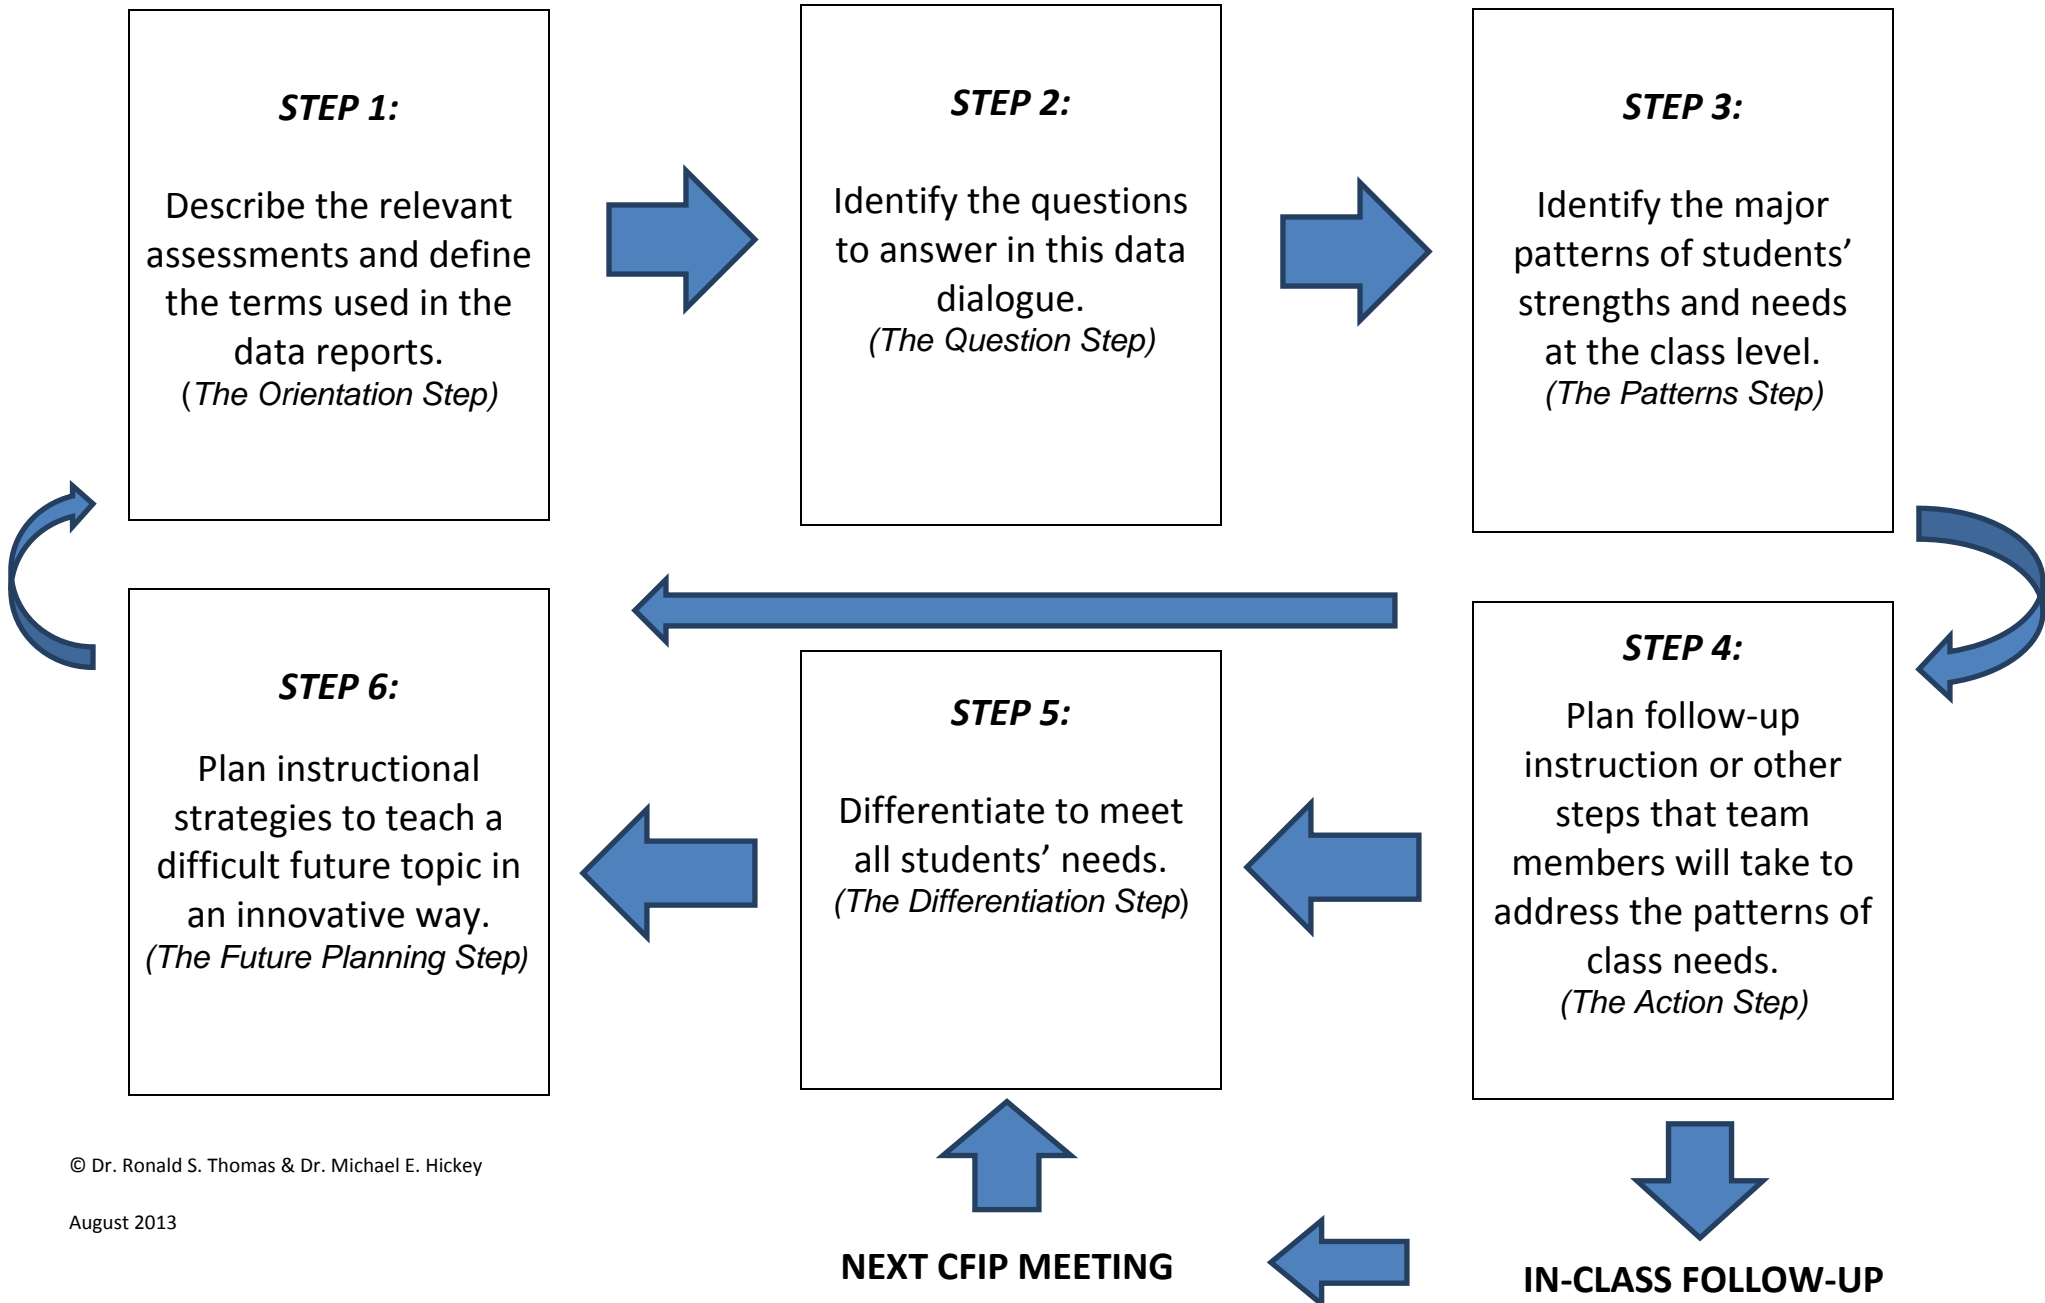 STEP 1:
Describe the relevant
assessments and define
the terms used in the
data reports.
(The Orientation Step)
STEP 2:
Identify the questions
to answer in this data
dialogue.
(The Question Step)
STEP 3:
Identify the major
patterns of students’
strengths and needs
at the class level.
(The Patterns Step)
STEP 4:
Plan follow-up
instruction or other
steps that team
members will take to
address the patterns of
class needs.
(The Action Step)
STEP 5:
Differentiate to meet
all students’ needs.
(The Differentiation Step)
STEP 6:
Plan instructional
strategies to teach a
difficult future topic in
an innovative way.
(The Future Planning Step)
IN-CLASS FOLLOW-UP
NEXT CFIP MEETING
© Dr. Ronald S. Thomas & Dr. Michael E. Hickey
August 2013